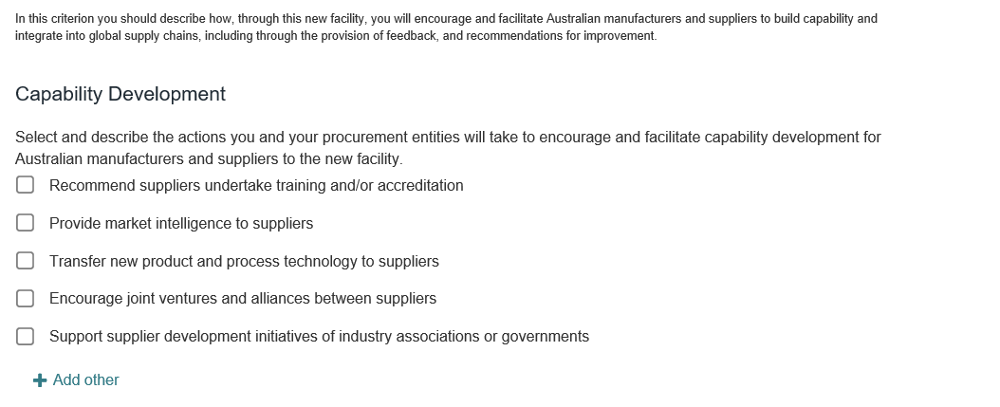 In this criterion you should describe how, through this new facility, you will encourage and facilitate Australian manufacturers and suppliers to build capability and
integrate into global supply chains, including through the provision of feedback, and recommendations for improvement.
Capability Development
Select and describe the actions you and your procurement entities will take to encourage and facilitate capability development for
Australian manufacturers and suppliers to the new facility.
Recommend suppliers undertake training and/or accreditation
Provide market intelligence to suppliers
Transfer new product and process technology to suppliers
Encourage joint ventures and alliances between suppliers
Support supplier development initiatives of industry associations or governments
Add other